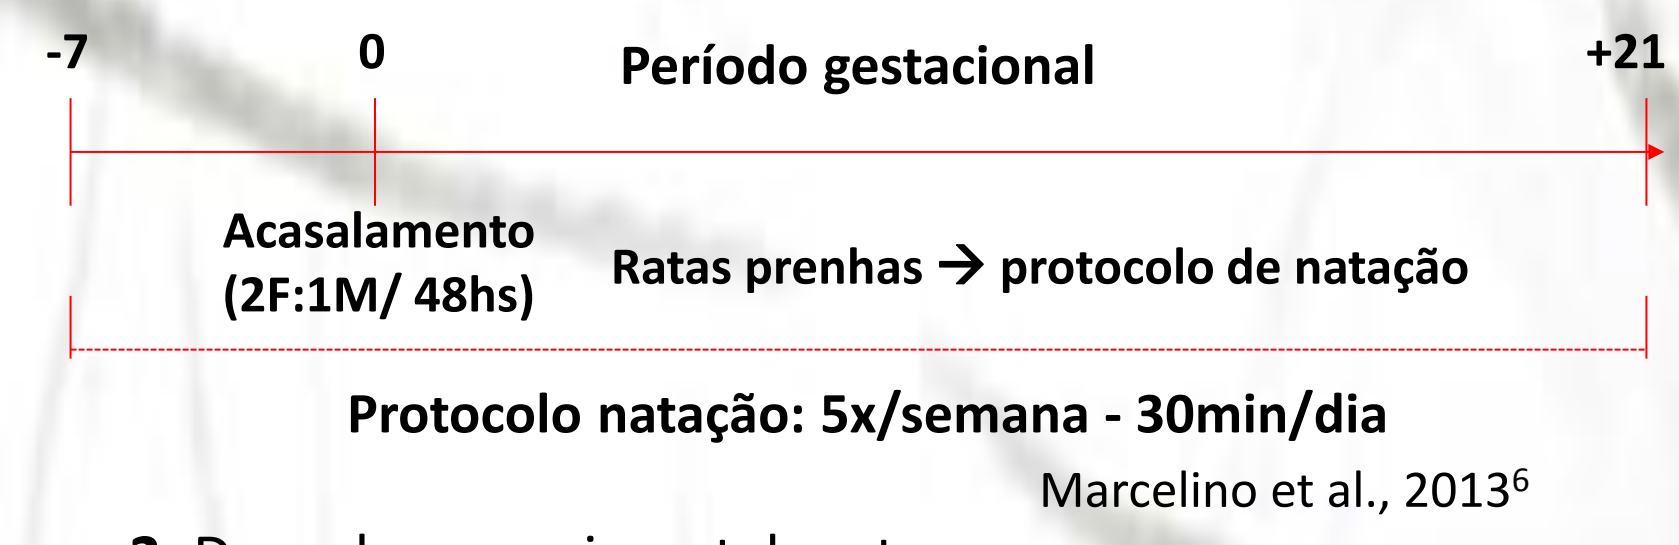 -7 0 Período gestacional +21
Acasalamento
(2F:1M/ 48hs)
Ratas prenhas → protocolo de natação
Protocolo natação: 5x/semana - 30min/dia
Marcelino et al., 2013⁶